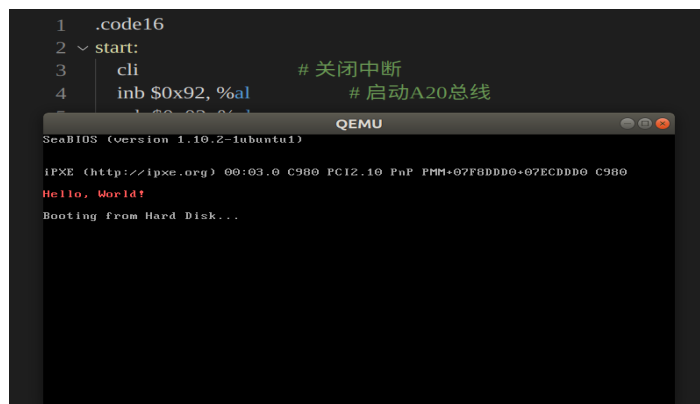 1 .code16
2 start:
3 cli # 关闭中断
4 inb $0x92, %al # 启动A20总线
QEMU
SeaBIOS (version 1.10.2-1ubuntu1)
iPXE (http://ipxe.org) 00:03.0 C980 PCI2.10 PnP PMM+07F8DDD0+07ECDDD0 C980
Hello, World!
Booting from Hard Disk...